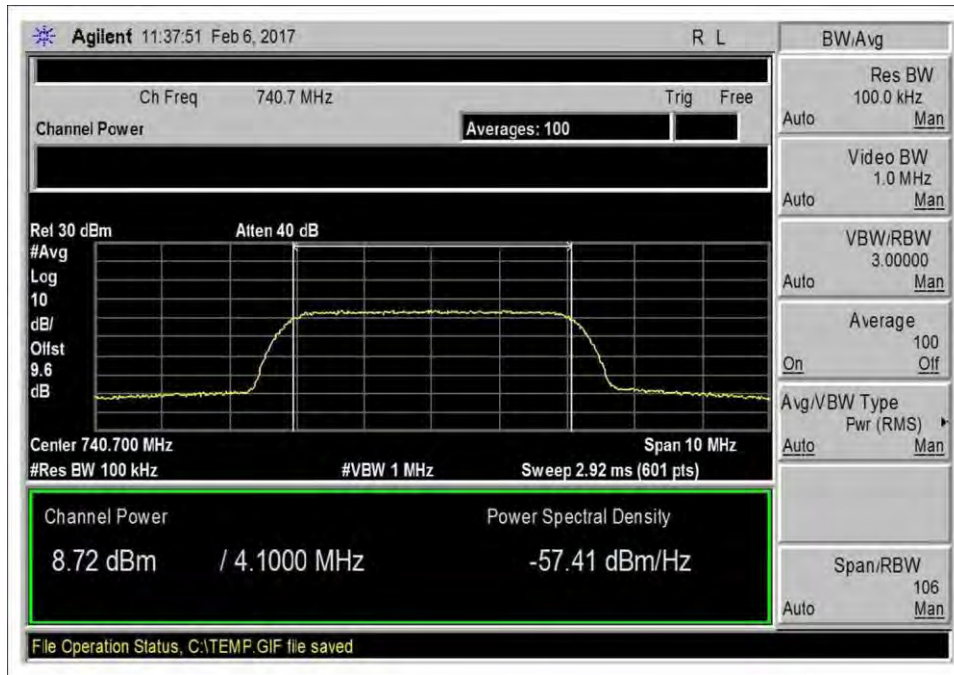 Agilent 11:37:51 Feb 6, 2017 R L
BW/Avg
Ch Freq 740.7 MHz Trig Free
Channel Power Averages: 100
Ref 30 dBm Atten 40 dB
#Avg
Log
10
dB/
Offst
9.6
dB
Center 740.700 MHz Span 10 MHz
#Res BW 100 kHz #VBW 1 MHz Sweep 2.92 ms (601 pts)
Channel Power Power Spectral Density
8.72 dBm / 4.1000 MHz -57.41 dBm/Hz
File Operation Status, C:\TEMP.GIF file saved
Res BW
100.0 kHz
Auto Man
Video BW
1.0 MHz
Auto Man
VBW/RBW
3.00000
Auto Man
Average
100
On Off
Avg/VBW Type
Pwr (RMS)
Auto Man
Span/RBW
106
Auto Man